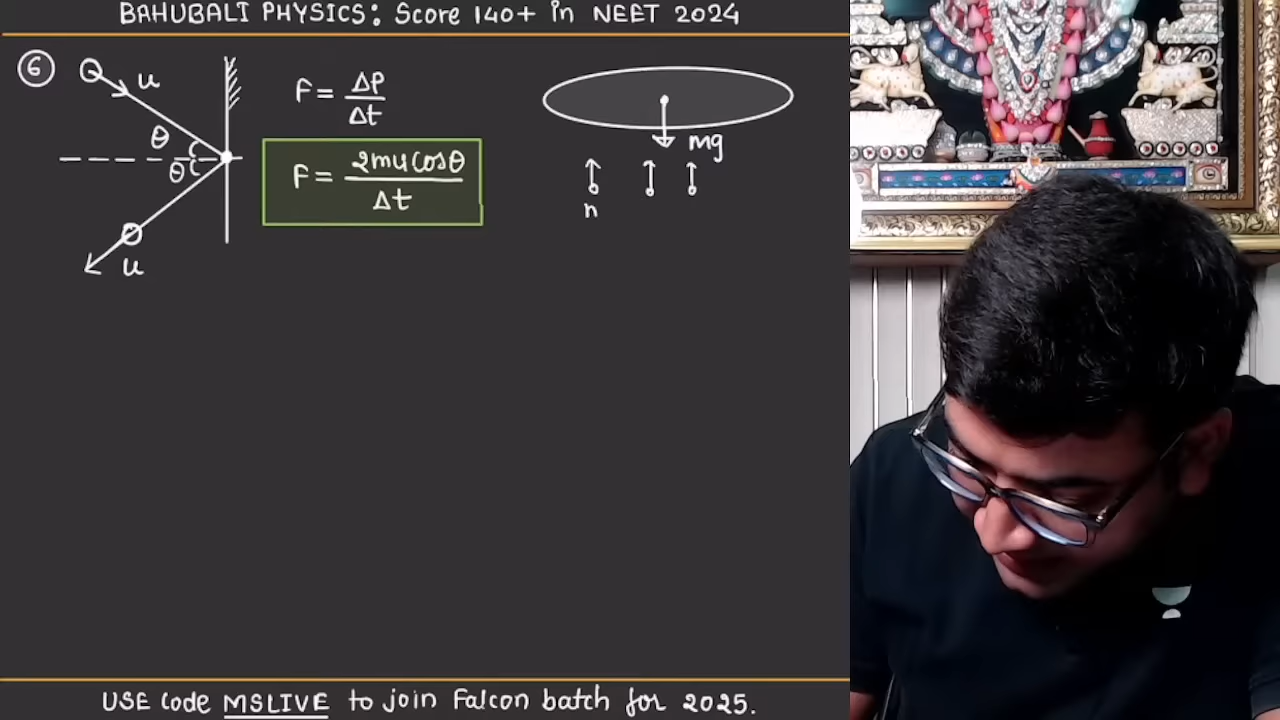 BAHUBALI PHYSICS: Score 140+ in NEET 2024
6
u
θ
θ
u
F = Δp/Δt
F = 2mu cosθ/Δt
mg
n
USE Code MSLIVE to join Falcon batch for 2025.